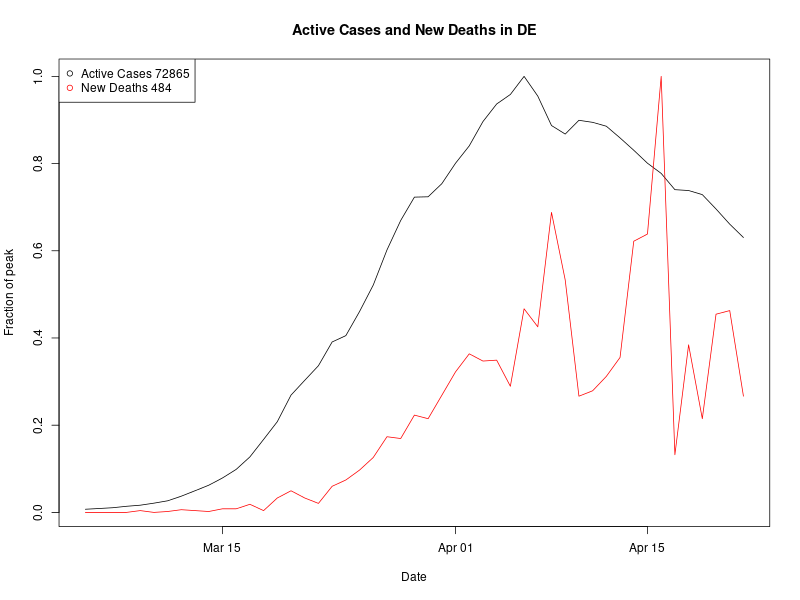 Active Cases and New Deaths in DE
Active Cases 72865
New Deaths 484
1.0
0.8
0.6
0.4
0.2
0.0
Fraction of peak
Mar 15
Apr 01
Apr 15
Date